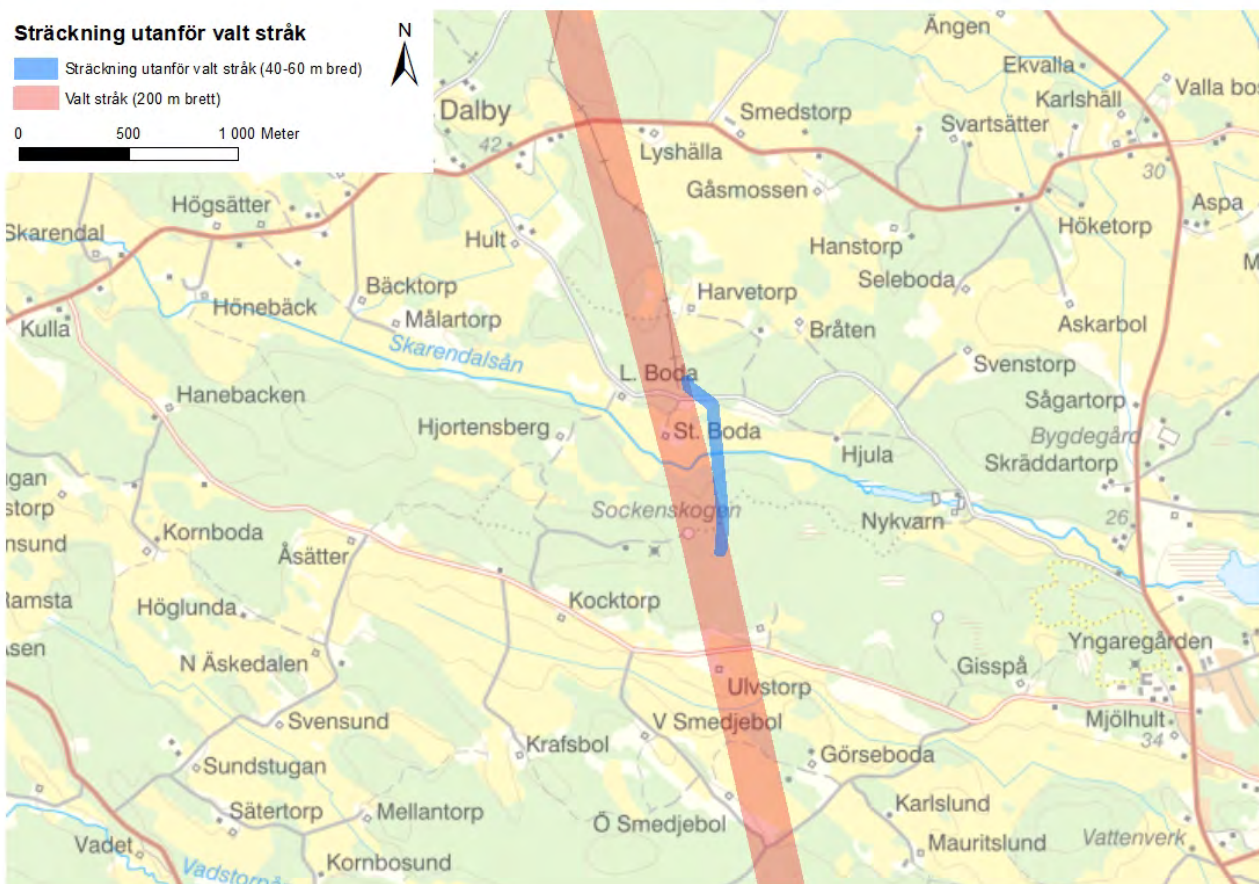 Sträckning utanför valt stråk
N
Sträckning utanför valt stråk (40-60 m bred)
Valt stråk (200 m brett)
0 500 1 000 Meter
Ängen
Ekvalla
Valla bos
Karlshäll
Dalby
Smedstorp
Svartsätter
42
Lyshälla
30
Gåsmossen
Högsätter
Aspa
Skarendal
Hult
Hanstorp
Höketorp
M
Seleboda
Bäcktorp
Harvetorp
Hönebäck
Målartorp
Bråten
Askarbol
Kulla
Skarendalsån
L. Boda
Svenstorp
Hanebacken
Sågartorp
Hjortensberg
St. Boda
Bygdegård
Hjula
Skräddartorp
ngan
storp
Sockenskogen
Nykvarn
26
Kornboda
nsund
Åsätter
Ramsta
Höglunda
Kocktorp
Yngaregården
åsen
N Äskedalen
Gisspå
Ulvstorp
Svensund
V Smedjebol
Mjölhult
34
Krafsbol
Görseboda
Sundstugan
Karlslund
Sätertorp
Mellantorp
Ö Smedjebol
Vadet
Mauritslund
Vattenverk
Kornbosund